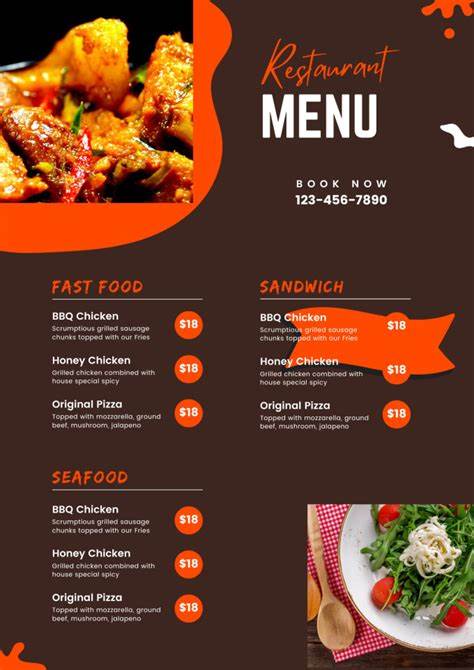 Restaurant
MENU
BOOK NOW
123-456-7890
FAST FOOD
BBQ Chicken
Scrumptious grilled sausage
chunks topped with our Fries
$18
Honey Chicken
Grilled chicken combined with
house special spicy
$18
Original Pizza
Topped with mozzarella, ground
beef, mushroom, jalapeno
$18
SANDWICH
BBQ Chicken
Scrumptious grilled sausage
chunks topped with our Fries
$18
Honey Chicken
Grilled chicken combined with
house special spicy
$18
Original Pizza
Topped with mozzarella, ground
beef, mushroom, jalapeno
$18
SEAFOOD
BBQ Chicken
Scrumptious grilled sausage
chunks topped with our Fries
$18
Honey Chicken
Grilled chicken combined with
house special spicy
$18
Original Pizza
Topped with mozzarella, ground
beef, mushroom, jalapeno
$18